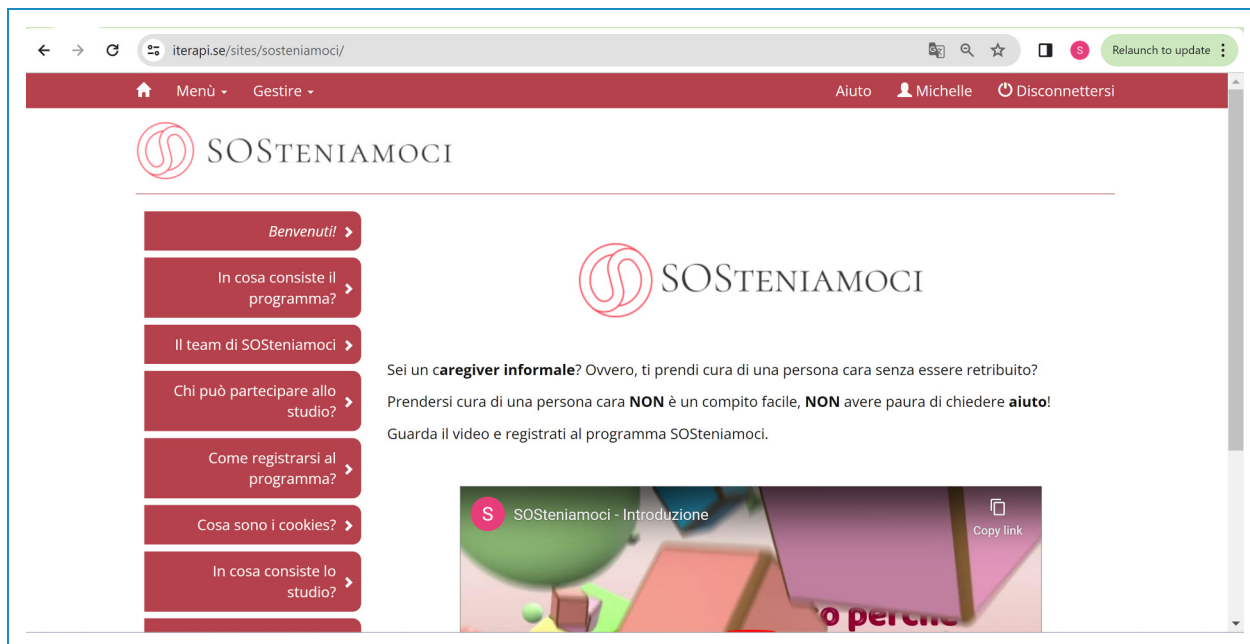 iterapi.se/sites/sosteniamoci/
S
Relaunch to update
Menù
Gestire
Aiuto
Michelle
Disconnettersi
SOSTENIAMOCI
Benvenuti!
In cosa consiste il
programma?
Il team di SOSteniamoci
Chi può partecipare allo
studio?
Come registrarsi al
programma?
Cosa sono i cookies?
In cosa consiste lo
studio?
SOSTENIAMOCI
Sei un caregiver informale? Ovvero, ti prendi cura di una persona cara senza essere retribuito?
Prendersi cura di una persona cara NON è un compito facile, NON avere paura di chiedere aiuto!
Guarda il video e registrati al programma SOSteniamoci.
S
SOSteniamoci - Introduzione
Copy link